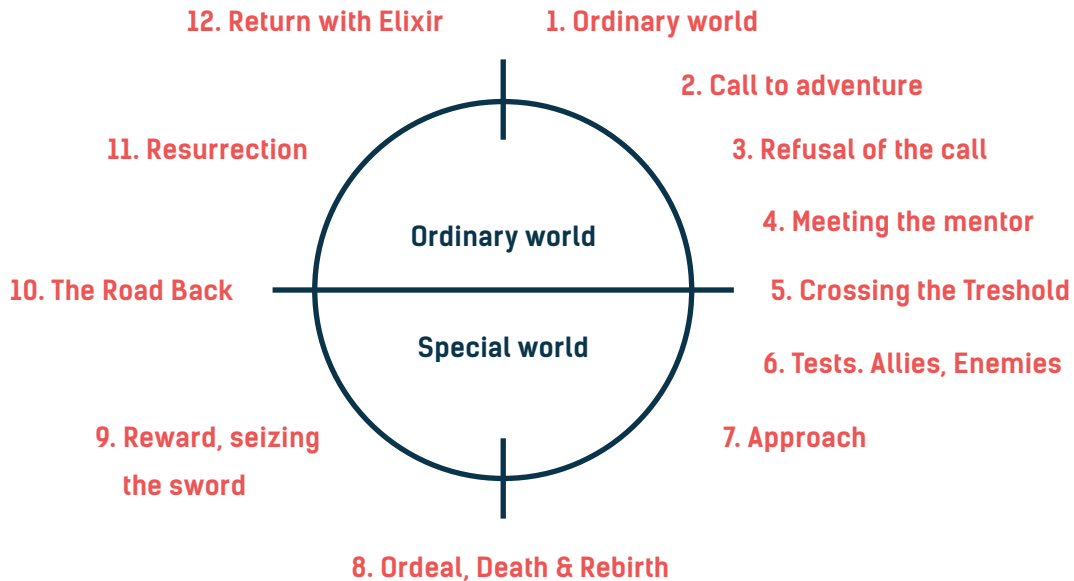 12. Return with Elixir
1. Ordinary world
2. Call to adventure
11. Resurrection
3. Refusal of the call
4. Meeting the mentor
Ordinary world
10. The Road Back
5. Crossing the Treshold
Special world
6. Tests. Allies, Enemies
9. Reward, seizing
the sword
7. Approach
8. Ordeal, Death & Rebirth